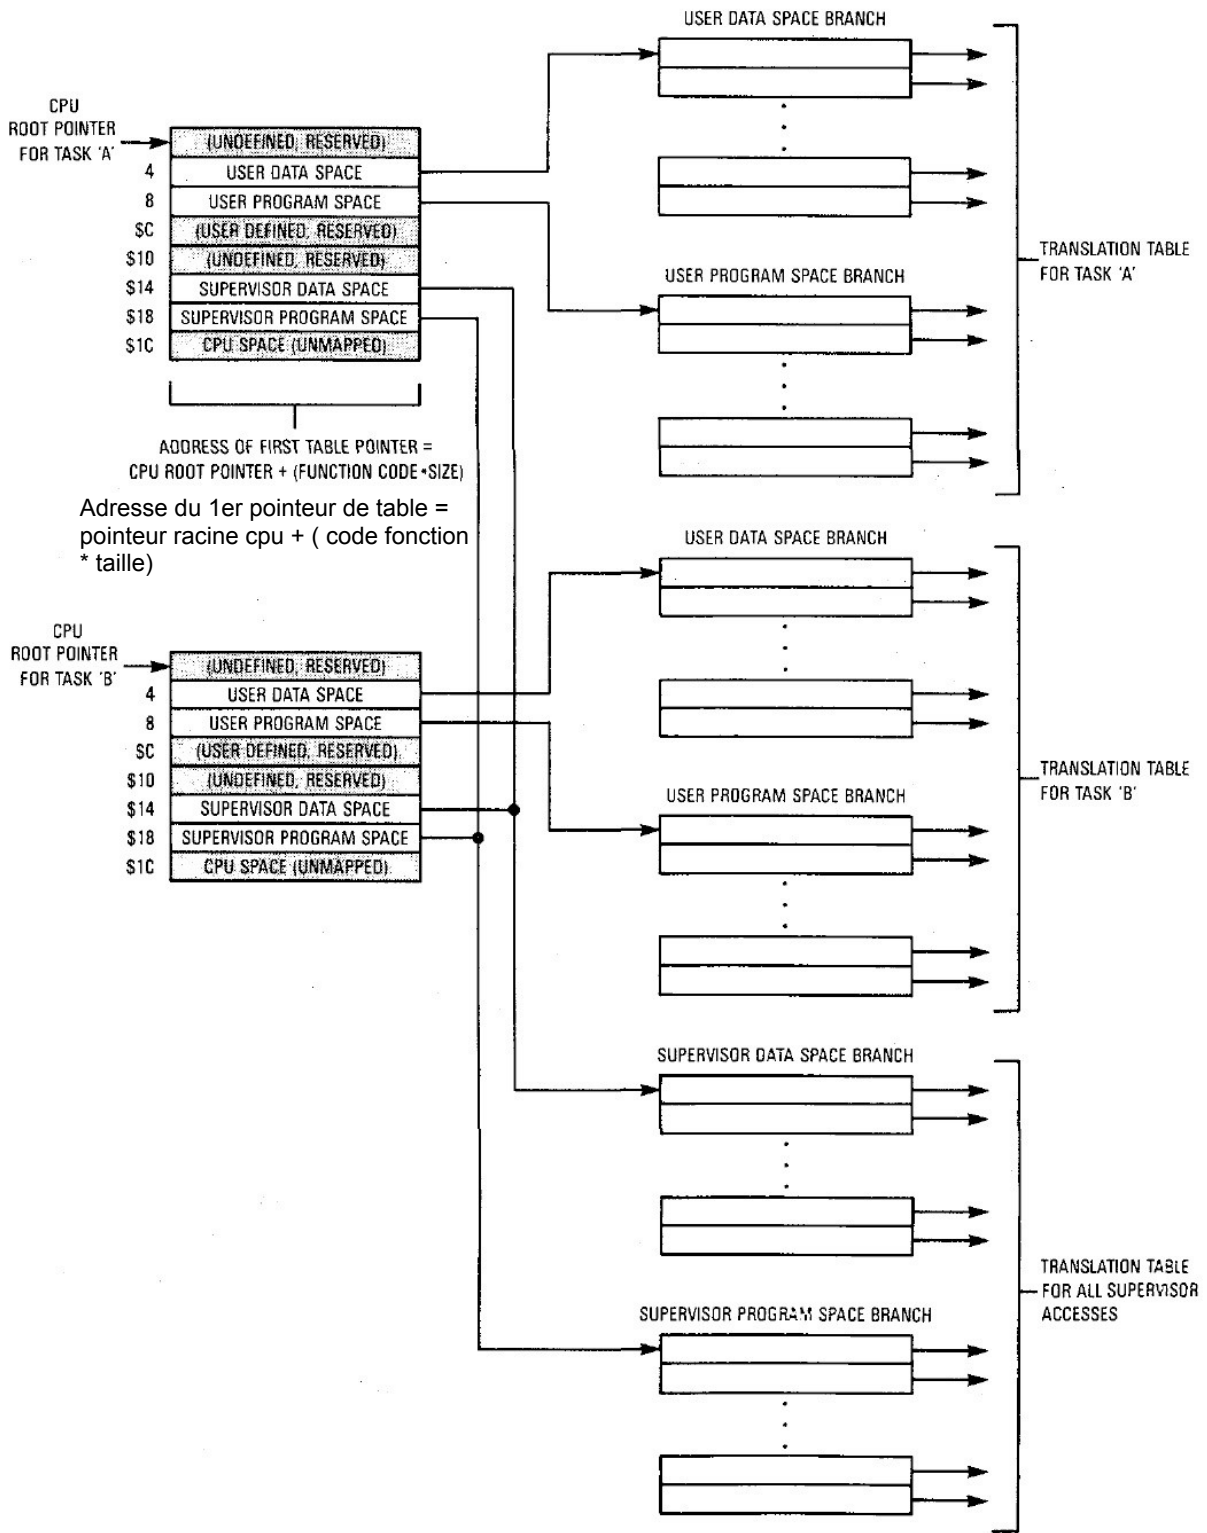 USER DATA SPACE BRANCH
CPU
ROOT POINTER
FOR TASK 'A'
(UNDEFINED, RESERVED)
4 USER DATA SPACE
8 USER PROGRAM SPACE
$C (USER DEFINED, RESERVED)
$10 (UNDEFINED, RESERVED)
$14 SUPERVISOR DATA SPACE
$18 SUPERVISOR PROGRAM SPACE
$1C CPU SPACE (UNMAPPED)
USER PROGRAM SPACE BRANCH
TRANSLATION TABLE
FOR TASK 'A'
ADDRESS OF FIRST TABLE POINTER =
CPU ROOT POINTER + (FUNCTION CODE*SIZE)
Adresse du 1er pointeur de table =
pointeur racine cpu + ( code fonction
* taille)
USER DATA SPACE BRANCH
CPU
ROOT POINTER
FOR TASK 'B'
(UNDEFINED, RESERVED)
4 USER DATA SPACE
8 USER PROGRAM SPACE
$C (USER DEFINED, RESERVED)
$10 (UNDEFINED, RESERVED)
$14 SUPERVISOR DATA SPACE
$18 SUPERVISOR PROGRAM SPACE
$1C CPU SPACE (UNMAPPED)
USER PROGRAM SPACE BRANCH
TRANSLATION TABLE
FOR TASK 'B'
SUPERVISOR DATA SPACE BRANCH
SUPERVISOR PROGRAM SPACE BRANCH
TRANSLATION TABLE
FOR ALL SUPERVISOR
ACCESSES